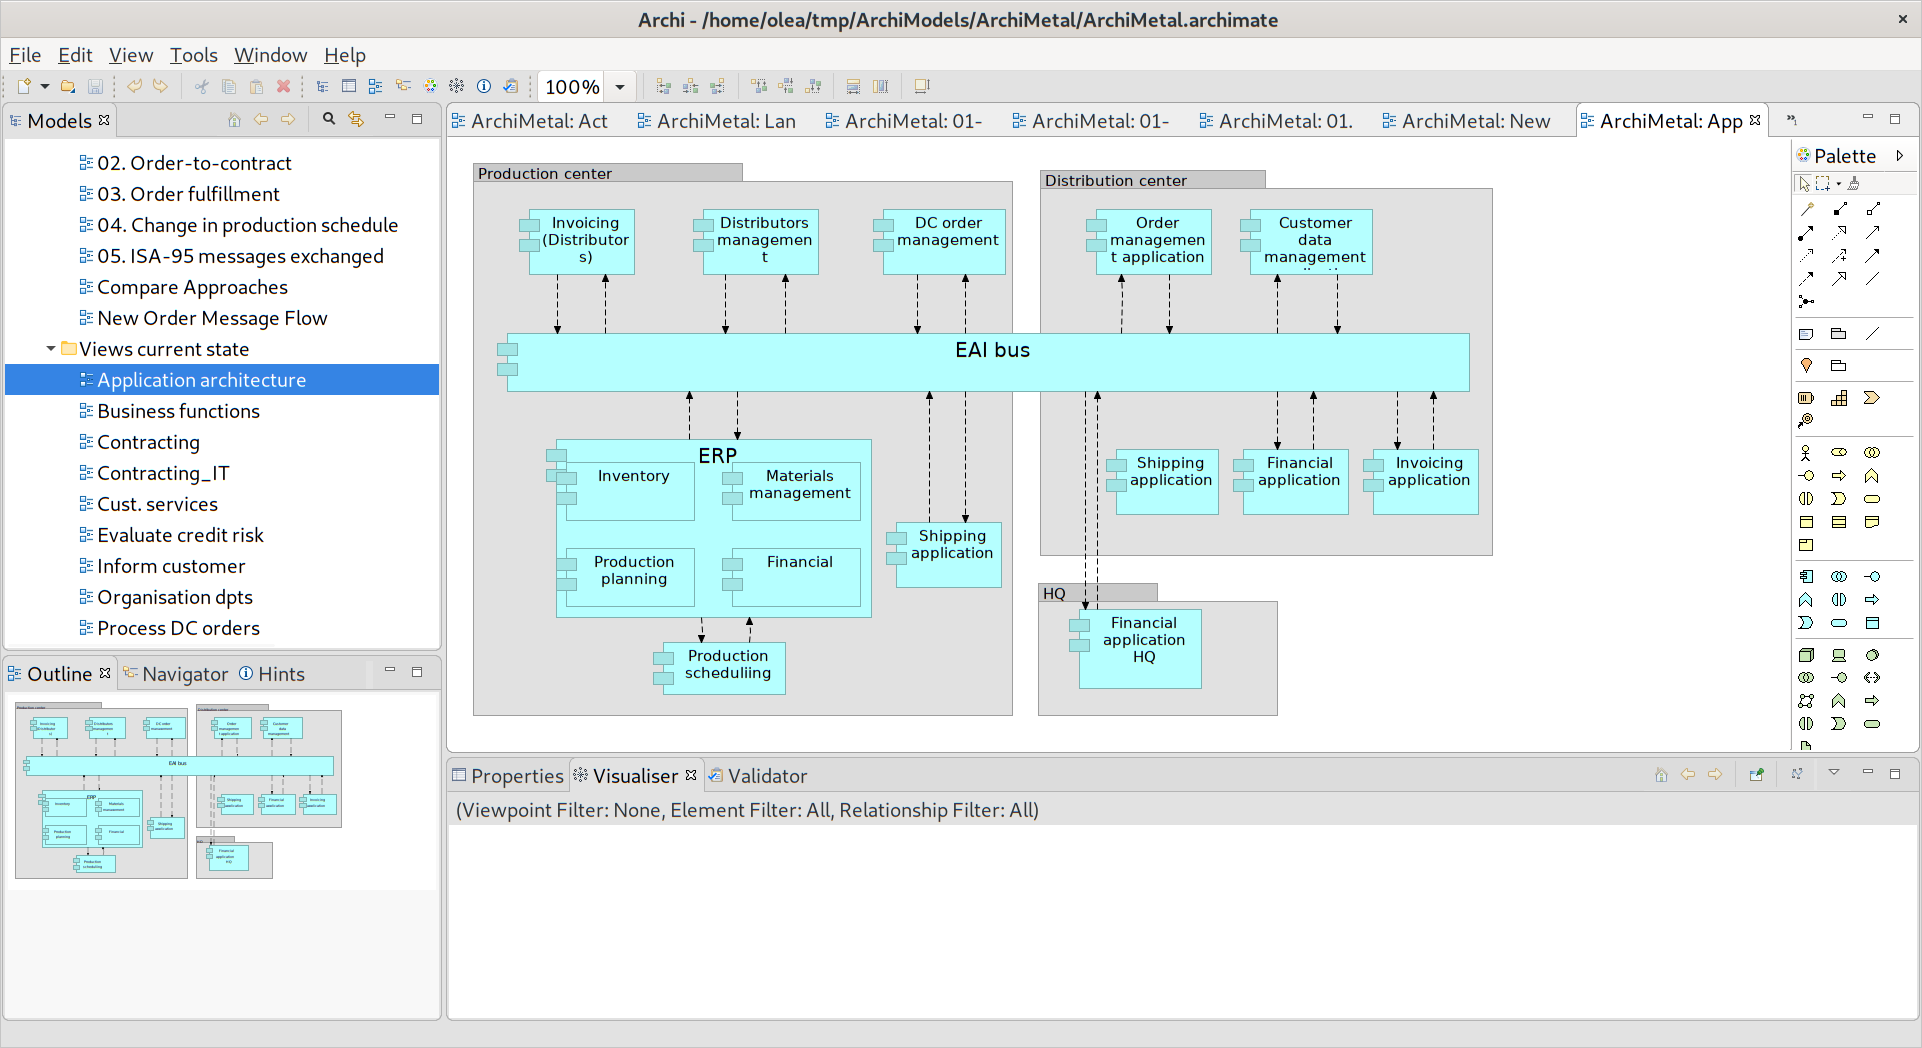 Archi - /home/olea/tmp/ArchiModels/ArchiMetal/ArchiMetal.archimate
File Edit View Tools Window Help
100%
Models
02. Order-to-contract
03. Order fulfillment
04. Change in production schedule
05. ISA-95 messages exchanged
Compare Approaches
New Order Message Flow
Views current state
Application architecture
Business functions
Contracting
Contracting_IT
Cust. services
Evaluate credit risk
Inform customer
Organisation dpts
Process DC orders
Outline Navigator Hints
ArchiMetal: Act ArchiMetal: Lan ArchiMetal: 01- ArchiMetal: 01- ArchiMetal: 01. ArchiMetal: New ArchiMetal: App
Production center
Invoicing
(Distributor
s)
Distributors
managemen
t
DC order
management
Distribution center
Order
managemen
t application
Customer
data
management
EAI bus
ERP
Inventory
Materials
management
Production
planning
Financial
Shipping
application
Production
scheduliing
Shipping
application
Financial
application
Invoicing
application
HQ
Financial
application
HQ
Palette
Properties Visualiser Validator
(Viewpoint Filter: None, Element Filter: All, Relationship Filter: All)